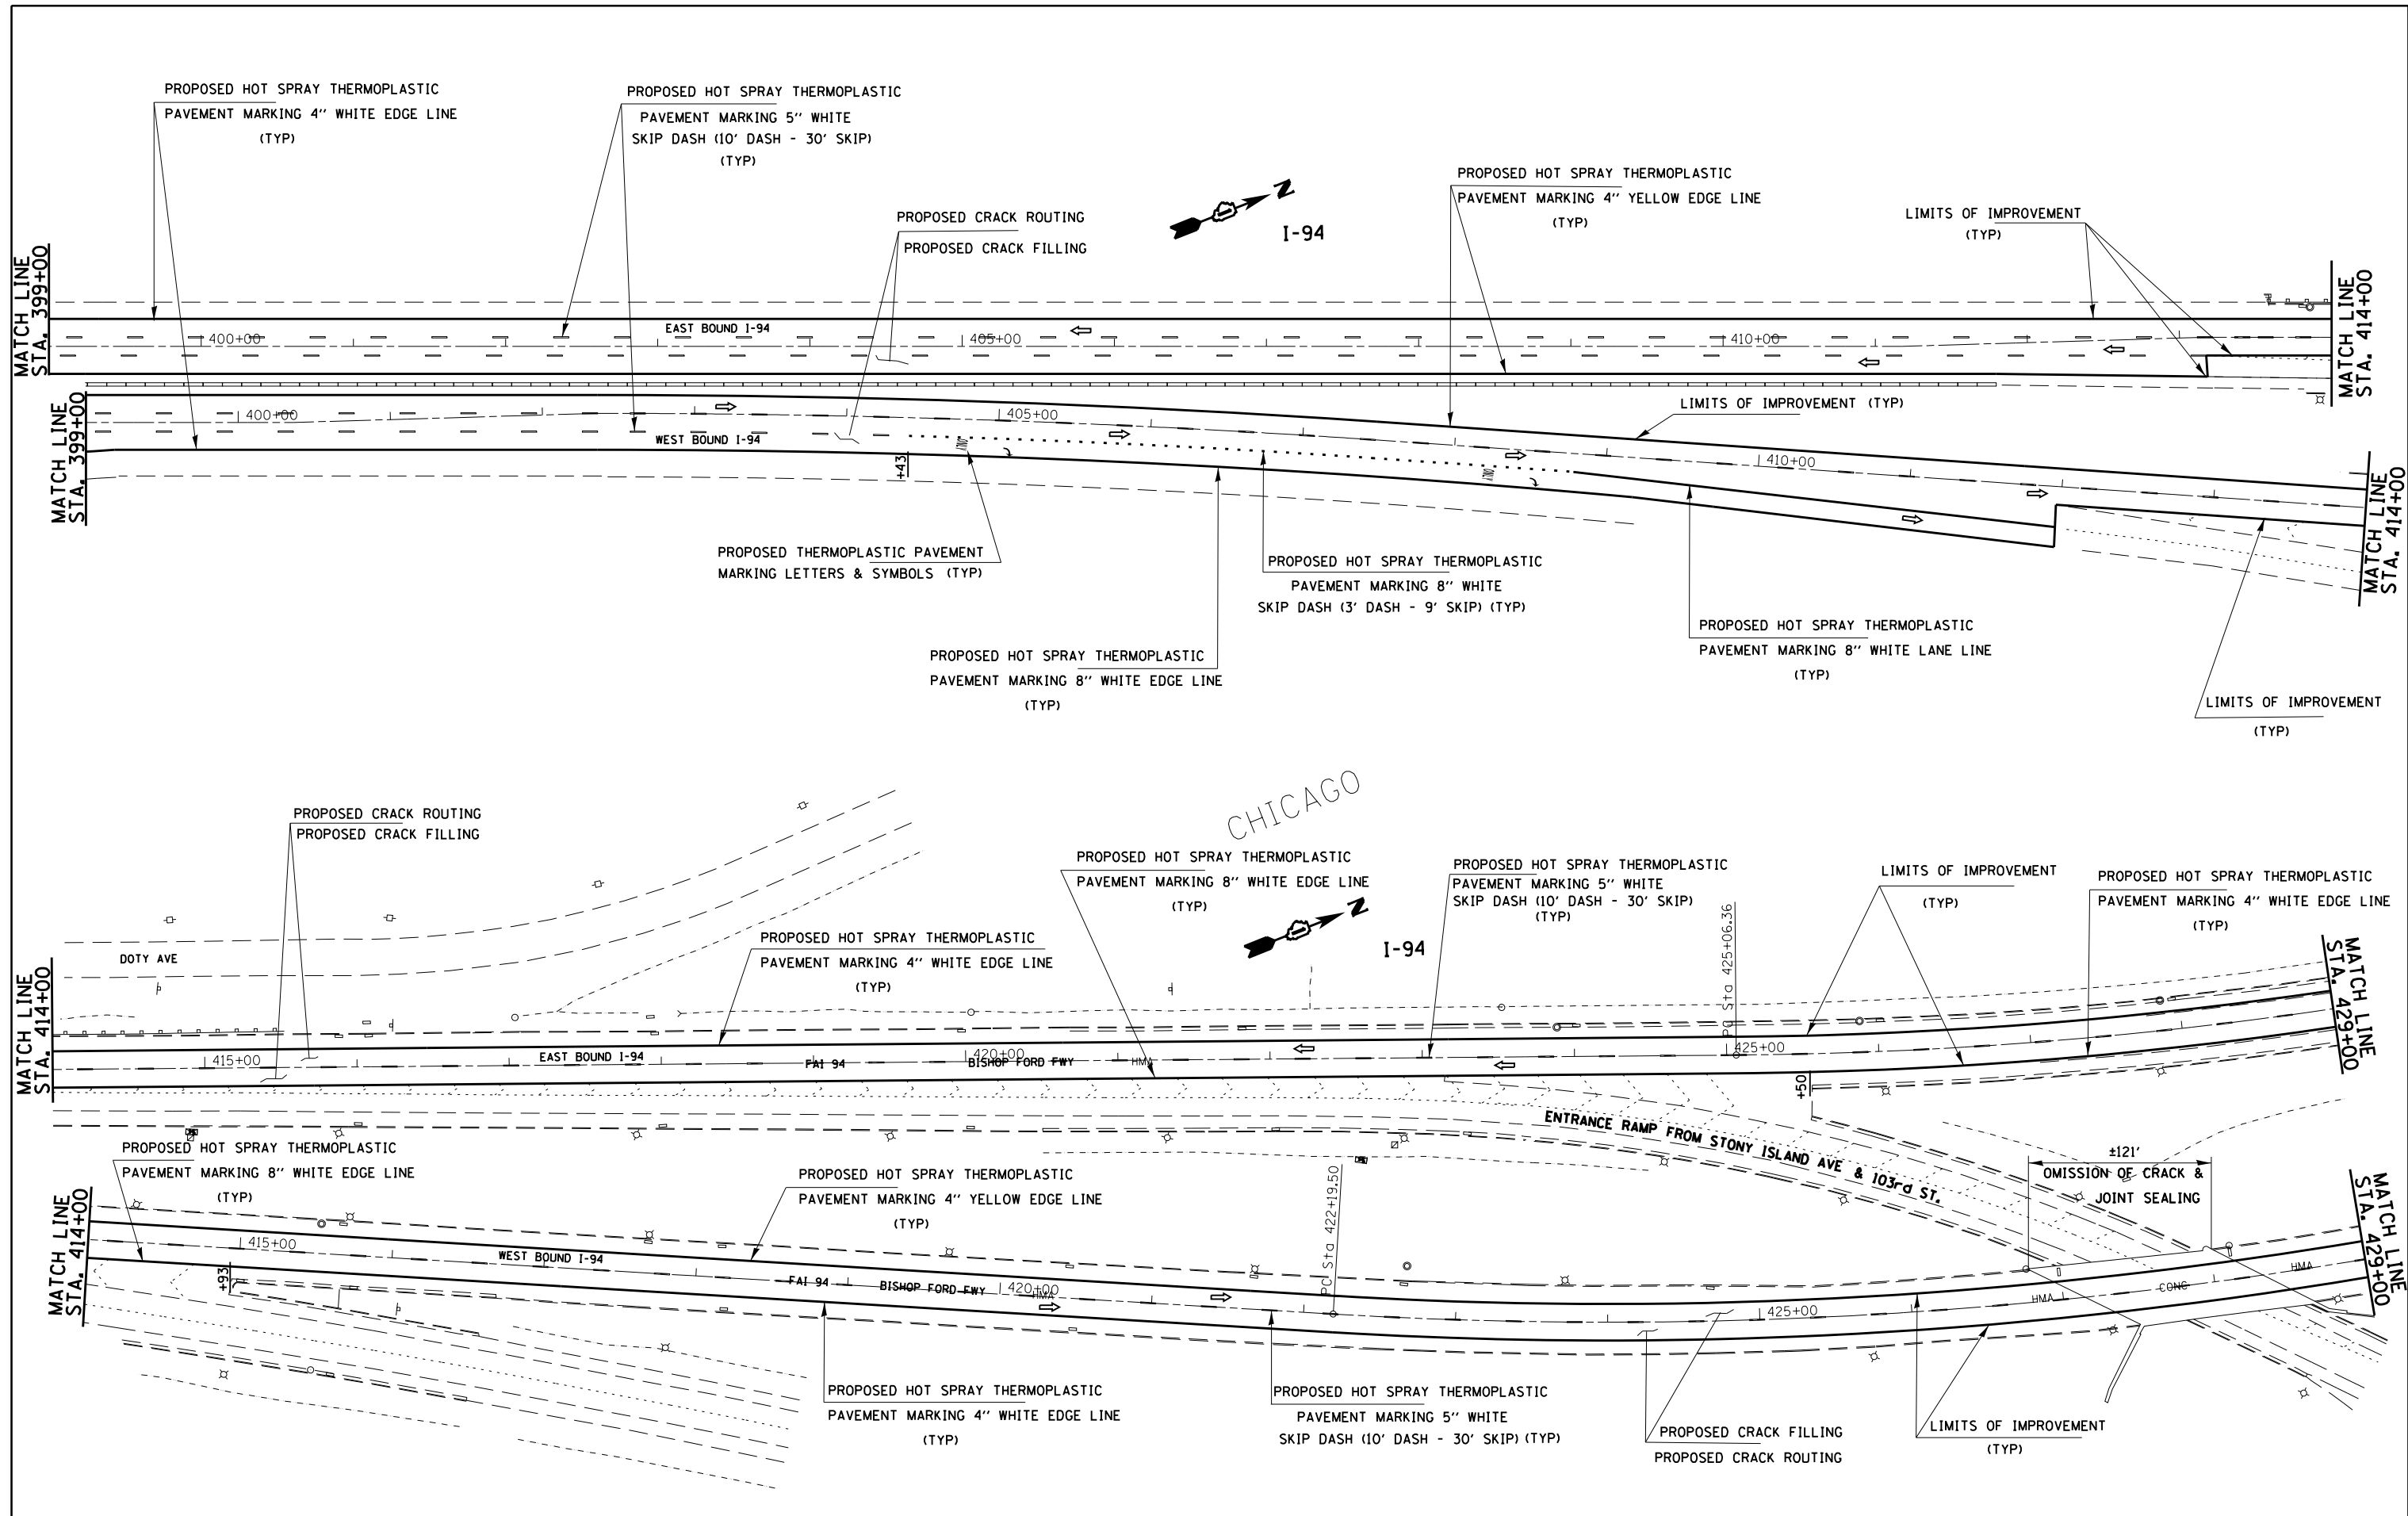 PROPOSED HOT SPRAY THERMOPLASTIC
PAVEMENT MARKING 4'' WHITE EDGE LINE
(TYP)
PROPOSED HOT SPRAY THERMOPLASTIC
PAVEMENT MARKING 5'' WHITE
SKIP DASH (10' DASH - 30' SKIP)
(TYP)
PROPOSED CRACK ROUTING
PROPOSED CRACK FILLING
N
I-94
PROPOSED HOT SPRAY THERMOPLASTIC
PAVEMENT MARKING 4'' YELLOW EDGE LINE
(TYP)
LIMITS OF IMPROVEMENT
(TYP)
MATCH LINE
STA. 399+00
EAST BOUND I-94
400+00
405+00
410+00
MATCH LINE
STA. 414+00
MATCH LINE
STA. 399+00
400+00
WEST BOUND I-94
405+00
LIMITS OF IMPROVEMENT (TYP)
+43
ONLY
ONLY
410+00
MATCH LINE
STA. 414+00
PROPOSED THERMOPLASTIC PAVEMENT
MARKING LETTERS & SYMBOLS (TYP)
PROPOSED HOT SPRAY THERMOPLASTIC
PAVEMENT MARKING 8'' WHITE
SKIP DASH (3' DASH - 9' SKIP) (TYP)
PROPOSED HOT SPRAY THERMOPLASTIC
PAVEMENT MARKING 8'' WHITE EDGE LINE
(TYP)
PROPOSED HOT SPRAY THERMOPLASTIC
PAVEMENT MARKING 8'' WHITE LANE LINE
(TYP)
LIMITS OF IMPROVEMENT
(TYP)
CHICAGO
PROPOSED CRACK ROUTING
PROPOSED CRACK FILLING
PROPOSED HOT SPRAY THERMOPLASTIC
PAVEMENT MARKING 8'' WHITE EDGE LINE
(TYP)
PROPOSED HOT SPRAY THERMOPLASTIC
PAVEMENT MARKING 5'' WHITE
SKIP DASH (10' DASH - 30' SKIP)
(TYP)
LIMITS OF IMPROVEMENT
(TYP)
PROPOSED HOT SPRAY THERMOPLASTIC
PAVEMENT MARKING 4'' WHITE EDGE LINE
(TYP)
N
I-94
PROPOSED HOT SPRAY THERMOPLASTIC
PAVEMENT MARKING 4'' WHITE EDGE LINE
(TYP)
DOTY AVE
Sta 425+06.36
MATCH LINE
STA. 414+00
415+00
EAST BOUND I-94
FAI 94
420+00
BISHOP FORD FWY
HMA
425+00
+50
MATCH LINE
STA. 429+00
ENTRANCE RAMP FROM STONY ISLAND AVE & 103rd ST.
±121'
OMISSION OF CRACK &
JOINT SEALING
PROPOSED HOT SPRAY THERMOPLASTIC
PAVEMENT MARKING 8'' WHITE EDGE LINE
(TYP)
PROPOSED HOT SPRAY THERMOPLASTIC
PAVEMENT MARKING 4'' YELLOW EDGE LINE
(TYP)
PC Sta 422+19.50
MATCH LINE
STA. 414+00
415+00
+93
WEST BOUND I-94
FAI 94
BISHOP FORD FWY
420+00
HMA
425+00
HMA
CONC
HMA
MATCH LINE
STA. 429+00
PROPOSED HOT SPRAY THERMOPLASTIC
PAVEMENT MARKING 4'' WHITE EDGE LINE
(TYP)
PROPOSED HOT SPRAY THERMOPLASTIC
PAVEMENT MARKING 5'' WHITE
SKIP DASH (10' DASH - 30' SKIP) (TYP)
PROPOSED CRACK FILLING
PROPOSED CRACK ROUTING
LIMITS OF IMPROVEMENT
(TYP)